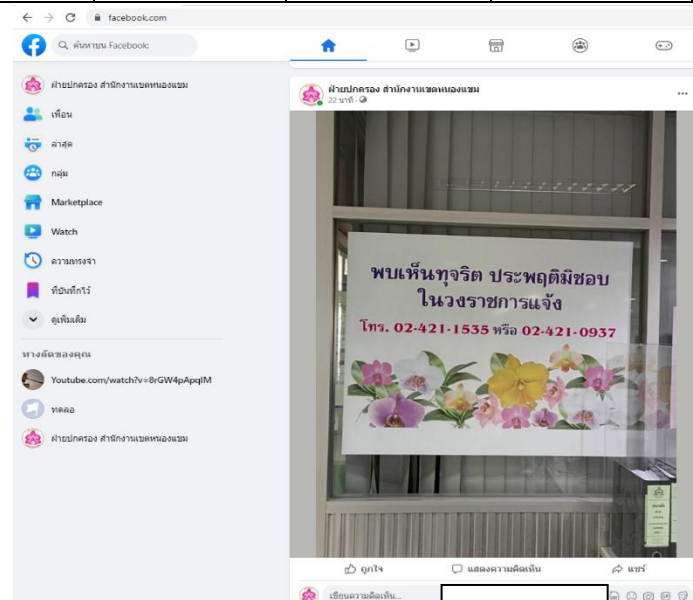 facebook.com
ค้นหาบน Facebook
ฝ่ายปกครอง สำนักงานเขตหนองแขม
เพื่อน
ล่าสุด
กลุ่ม
Marketplace
Watch
ความทรงจำ
ที่บันทึกไว้
ดูเพิ่มเติม
ทางลัดของคุณ
Youtube.com/watch?v=8rGW4pApqIM
ทดลอ
ฝ่ายปกครอง สำนักงานเขตหนองแขม
ฝ่ายปกครอง สำนักงานเขตหนองแขม
22 นาที
พบเห็นทุจริต ประพฤติมิชอบ
ในวงราชการแจ้ง
โทร. 02-421-1535 หรือ 02-421-0937
ถูกใจ
แสดงความคิดเห็น
แชร์
เขียนความคิดเห็น...